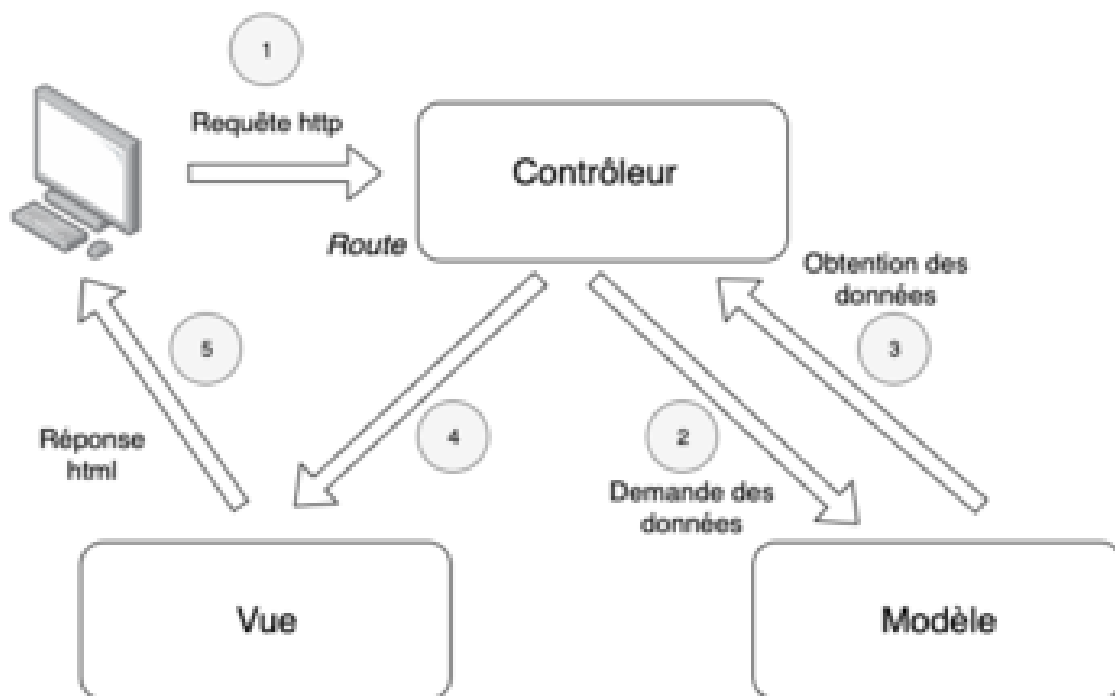 1
Requête http
Contrôleur
Route
Obtention des
données
3
5
4
2
Réponse
html
Demande des
données
Vue
Modèle